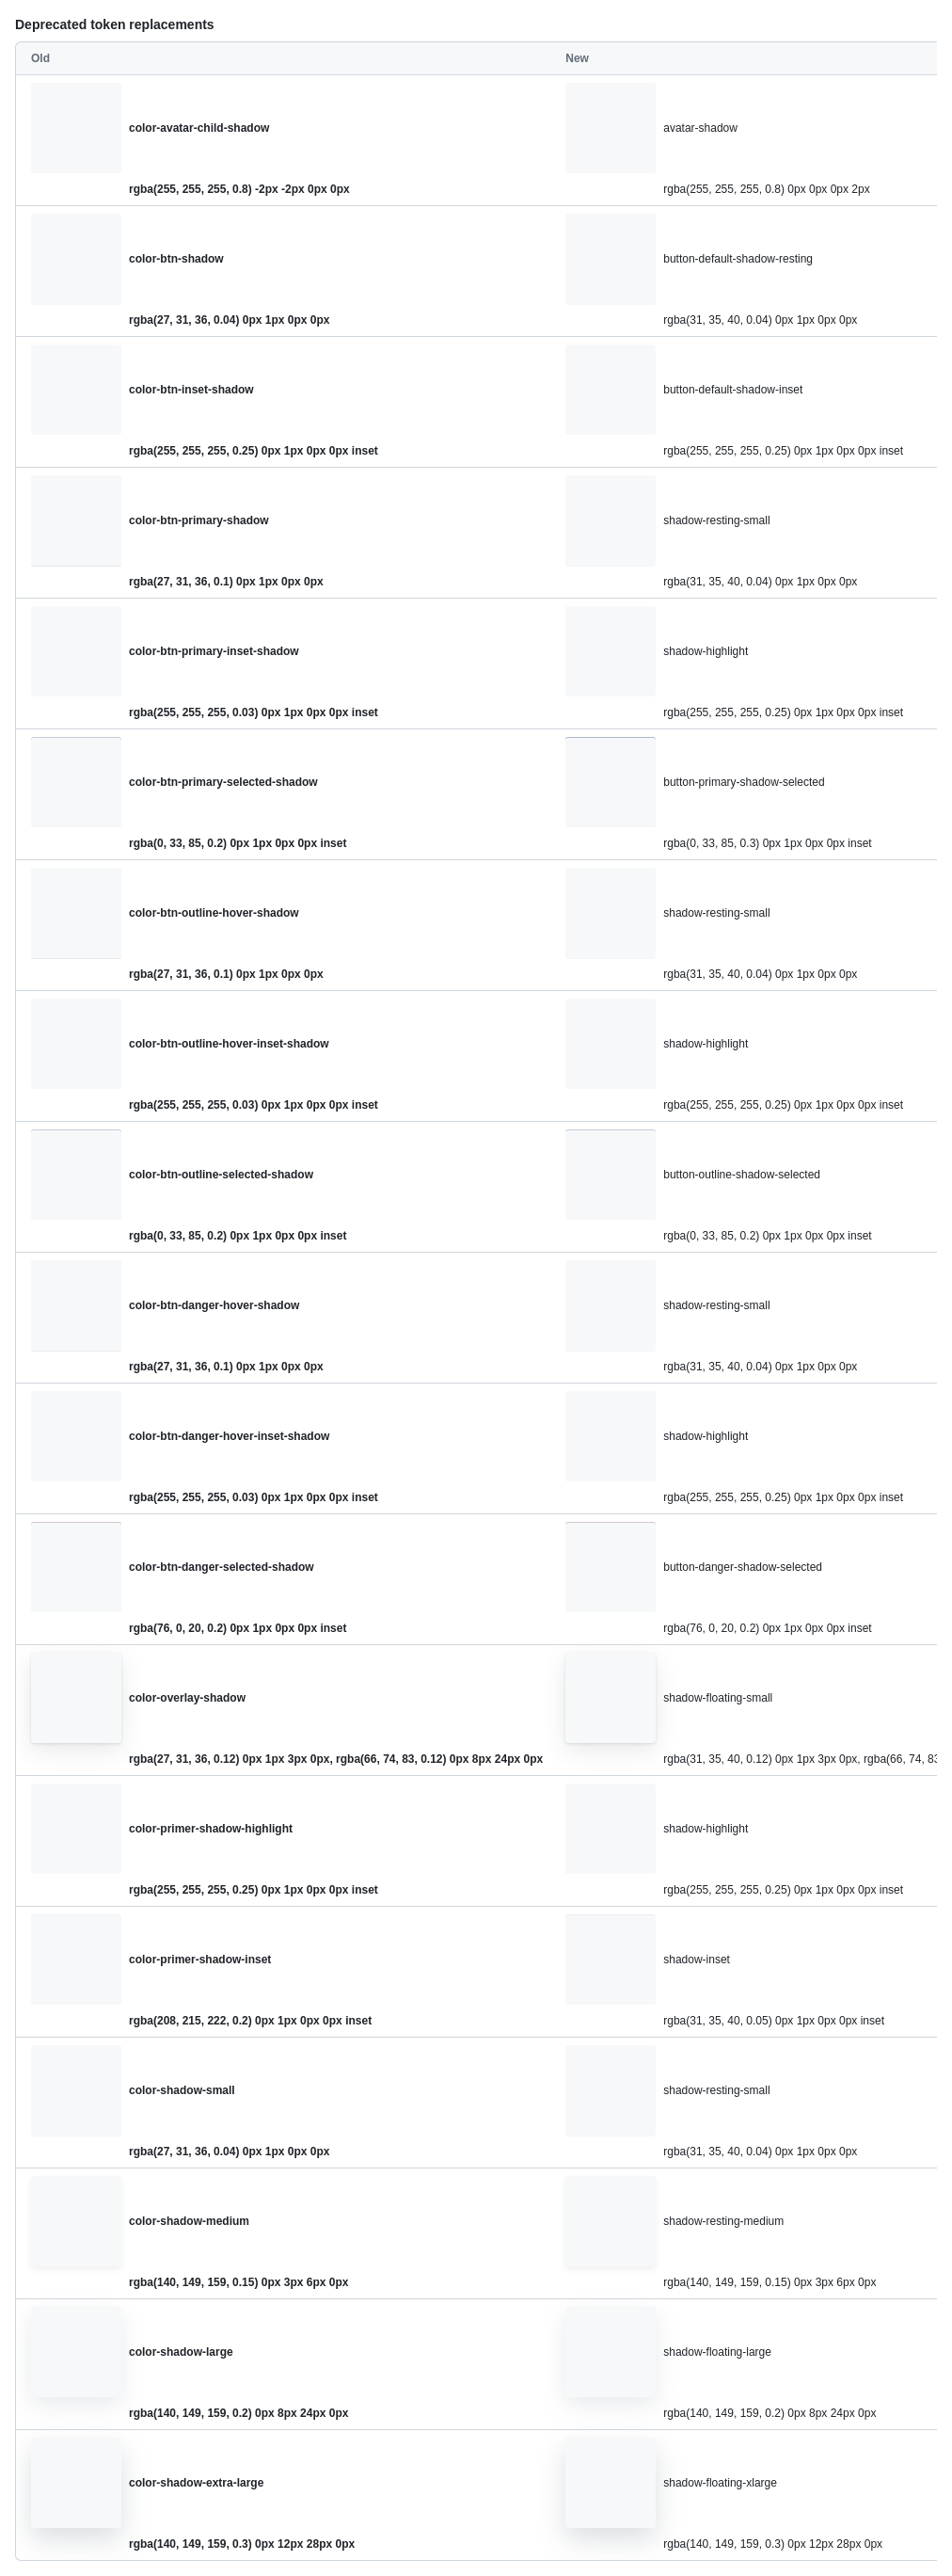 Deprecated token replacements
Old New
color-avatar-child-shadow avatar-shadow
rgba(255, 255, 255, 0.8) -2px -2px 0px 0px rgba(255, 255, 255, 0.8) 0px 0px 0px 2px
color-btn-shadow button-default-shadow-resting
rgba(27, 31, 36, 0.04) 0px 1px 0px 0px rgba(31, 35, 40, 0.04) 0px 1px 0px 0px
color-btn-inset-shadow button-default-shadow-inset
rgba(255, 255, 255, 0.25) 0px 1px 0px 0px inset rgba(255, 255, 255, 0.25) 0px 1px 0px 0px inset
color-btn-primary-shadow shadow-resting-small
rgba(27, 31, 36, 0.1) 0px 1px 0px 0px rgba(31, 35, 40, 0.04) 0px 1px 0px 0px
color-btn-primary-inset-shadow shadow-highlight
rgba(255, 255, 255, 0.03) 0px 1px 0px 0px inset rgba(255, 255, 255, 0.25) 0px 1px 0px 0px inset
color-btn-primary-selected-shadow button-primary-shadow-selected
rgba(0, 33, 85, 0.2) 0px 1px 0px 0px inset rgba(0, 33, 85, 0.3) 0px 1px 0px 0px inset
color-btn-outline-hover-shadow shadow-resting-small
rgba(27, 31, 36, 0.1) 0px 1px 0px 0px rgba(31, 35, 40, 0.04) 0px 1px 0px 0px
color-btn-outline-hover-inset-shadow shadow-highlight
rgba(255, 255, 255, 0.03) 0px 1px 0px 0px inset rgba(255, 255, 255, 0.25) 0px 1px 0px 0px inset
color-btn-outline-selected-shadow button-outline-shadow-selected
rgba(0, 33, 85, 0.2) 0px 1px 0px 0px inset rgba(0, 33, 85, 0.2) 0px 1px 0px 0px inset
color-btn-danger-hover-shadow shadow-resting-small
rgba(27, 31, 36, 0.1) 0px 1px 0px 0px rgba(31, 35, 40, 0.04) 0px 1px 0px 0px
color-btn-danger-hover-inset-shadow shadow-highlight
rgba(255, 255, 255, 0.03) 0px 1px 0px 0px inset rgba(255, 255, 255, 0.25) 0px 1px 0px 0px inset
color-btn-danger-selected-shadow button-danger-shadow-selected
rgba(76, 0, 20, 0.2) 0px 1px 0px 0px inset rgba(76, 0, 20, 0.2) 0px 1px 0px 0px inset
color-overlay-shadow shadow-floating-small
rgba(27, 31, 36, 0.12) 0px 1px 3px 0px, rgba(66, 74, 83, 0.12) 0px 8px 24px 0px rgba(31, 35, 40, 0.12) 0px 1px 3px 0px, rgba(66, 74,
color-primer-shadow-highlight shadow-highlight
rgba(255, 255, 255, 0.25) 0px 1px 0px 0px inset rgba(255, 255, 255, 0.25) 0px 1px 0px 0px inset
color-primer-shadow-inset shadow-inset
rgba(208, 215, 222, 0.2) 0px 1px 0px 0px inset rgba(31, 35, 40, 0.05) 0px 1px 0px 0px inset
color-shadow-small shadow-resting-small
rgba(27, 31, 36, 0.04) 0px 1px 0px 0px rgba(31, 35, 40, 0.04) 0px 1px 0px 0px
color-shadow-medium shadow-resting-medium
rgba(140, 149, 159, 0.15) 0px 3px 6px 0px rgba(140, 149, 159, 0.15) 0px 3px 6px 0px
color-shadow-large shadow-floating-large
rgba(140, 149, 159, 0.2) 0px 8px 24px 0px rgba(140, 149, 159, 0.2) 0px 8px 24px 0px
color-shadow-extra-large shadow-floating-xlarge
rgba(140, 149, 159, 0.3) 0px 12px 28px 0px rgba(140, 149, 159, 0.3) 0px 12px 28px 0px